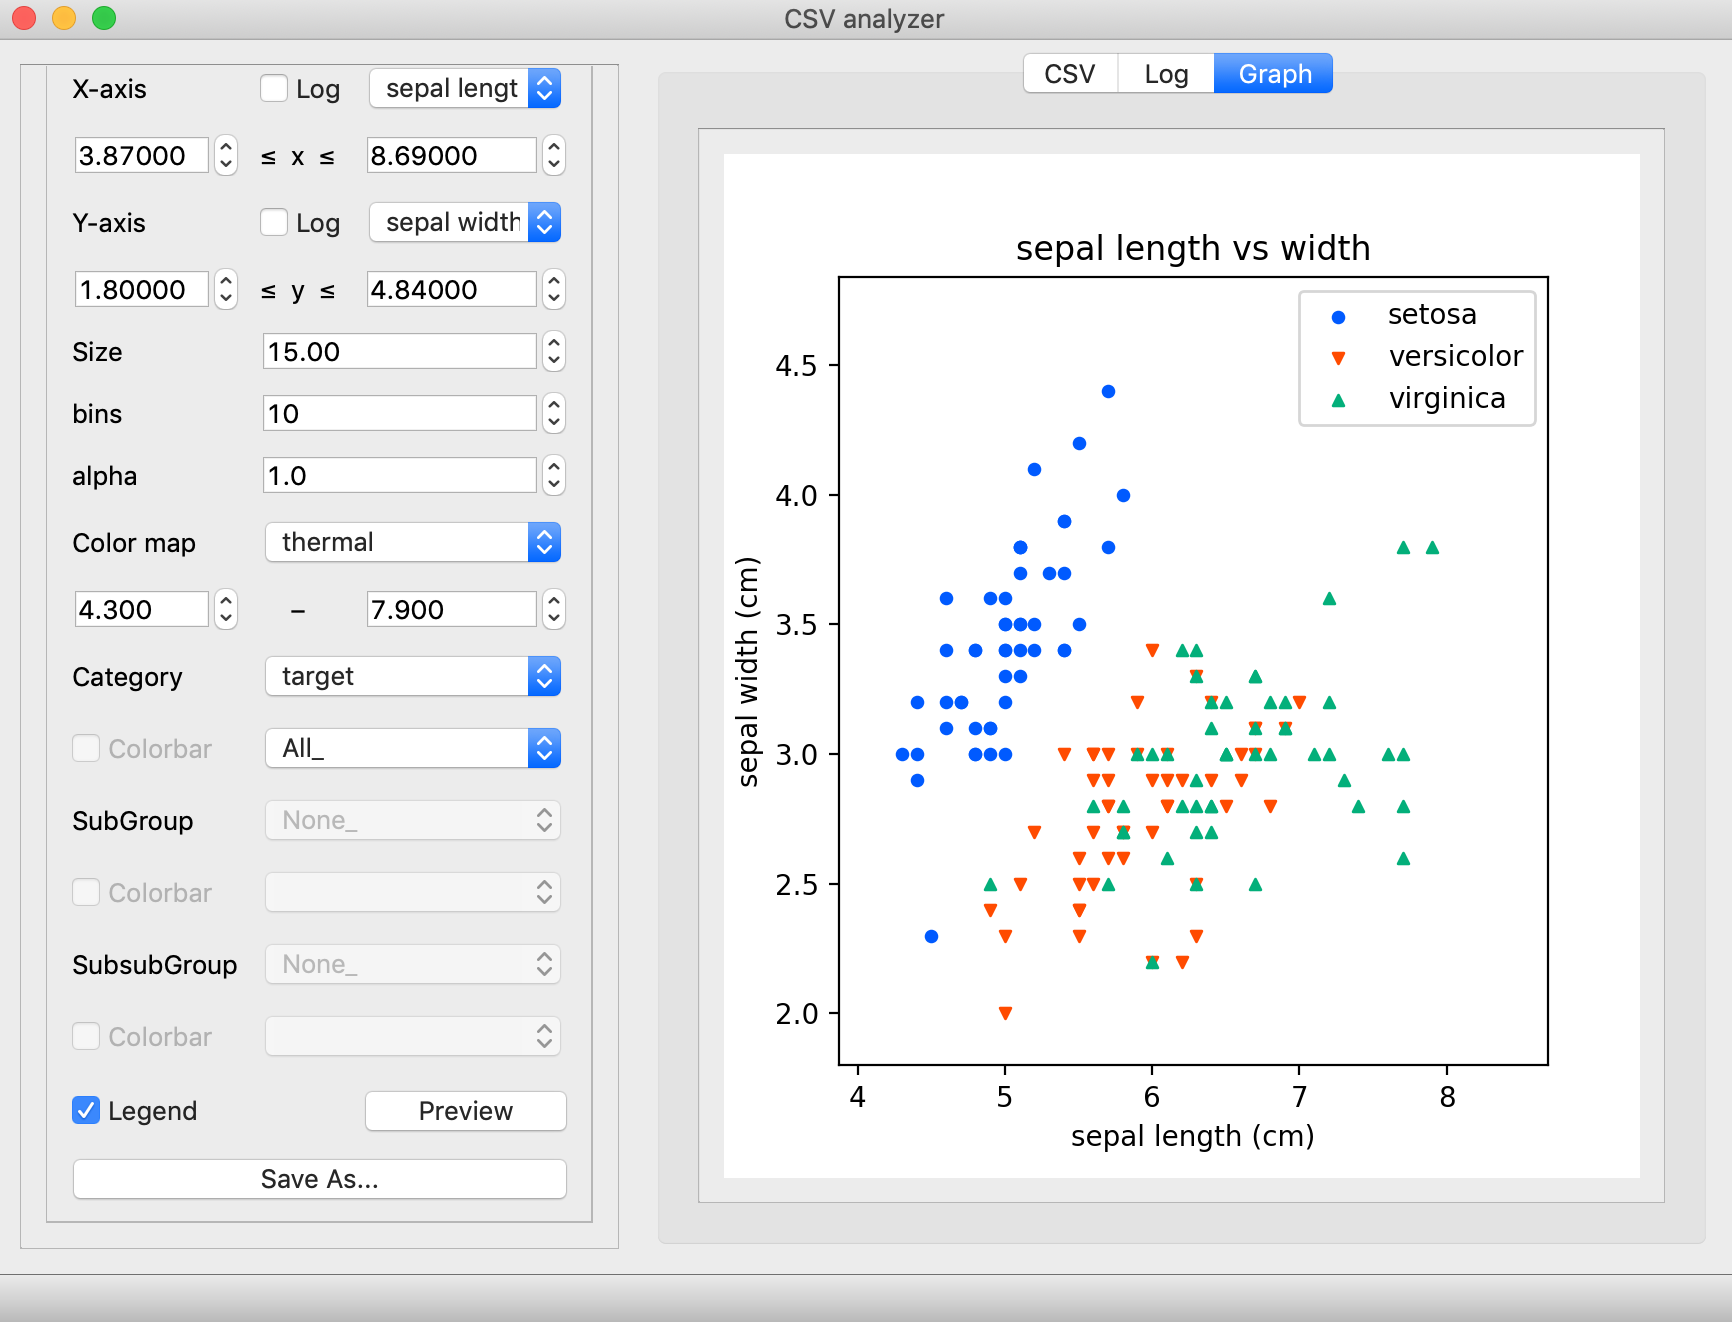 CSV analyzer
X-axis Log sepal lengt
3.87000 ≤ x ≤ 8.69000
Y-axis Log sepal width
1.80000 ≤ y ≤ 4.84000
Size 15.00
bins 10
alpha 1.0
Color map thermal
4.300 – 7.900
Category target
Colorbar All_
SubGroup None_
Colorbar
SubsubGroup None_
Colorbar
Legend Preview
Save As...
CSV Log Graph
sepal length vs width
setosa
versicolor
virginica
4.5
4.0
3.5
3.0
2.5
2.0
sepal width (cm)
4 5 6 7 8
sepal length (cm)